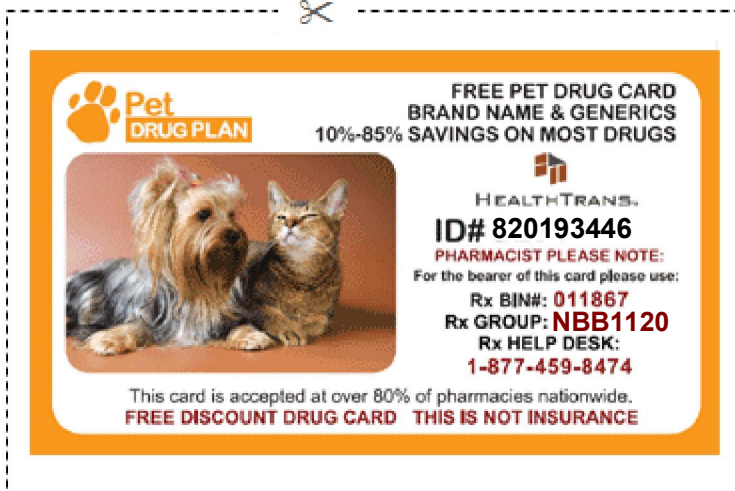 Pet
DRUG PLAN
FREE PET DRUG CARD
BRAND NAME & GENERICS
10%-85% SAVINGS ON MOST DRUGS
HEALTHTRANS.
ID# 820193446
PHARMACIST PLEASE NOTE:
For the bearer of this card please use:
Rx BIN#: 011867
Rx GROUP: NBB1120
Rx HELP DESK:
1-877-459-8474
This card is accepted at over 80% of pharmacies nationwide.
FREE DISCOUNT DRUG CARD THIS IS NOT INSURANCE